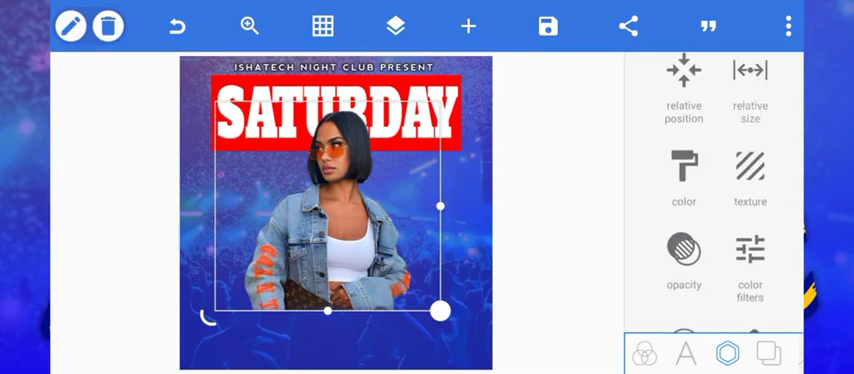 ISHATECH NIGHT CLUB PRESENT
SATURDAY
relative position
relative size
color
texture
opacity
color filters
A